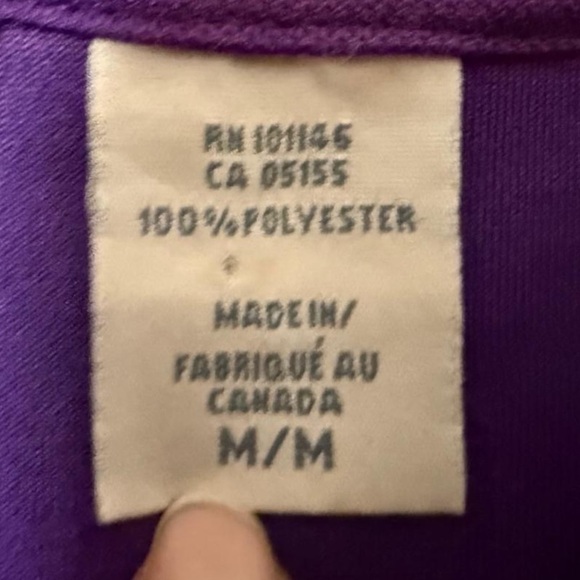 RN 101146
CA 05155
100% POLYESTER
MADE IN/
FABRIQUÉ AU
CANADA
M/M